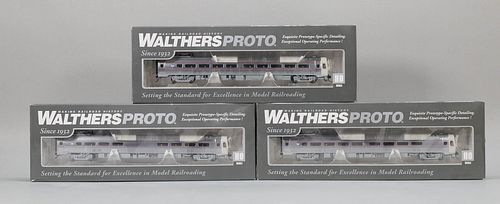 MAKING RAILROAD HISTORY
WALTHERSPROTO.
Since 1932
Exquisite Prototype-Specific Detailing.
Exceptional Operating Performance!
HO
Setting the Standard for Excellence in Model Railroading
MAKING RAILROAD HISTORY
WALTHERSPROTO.
Since 1932
Exquisite Prototype-Specific Detailing.
Exceptional Operating Performance!
HO
Setting the Standard for Excellence in Model Railroading
MAKING RAILROAD HISTORY
WALTHERSPROTO.
Since 1932
Exquisite Prototype-Specific Detailing.
Exceptional Operating Performance!
HO
Setting the Standard for Excellence in Model Railroading